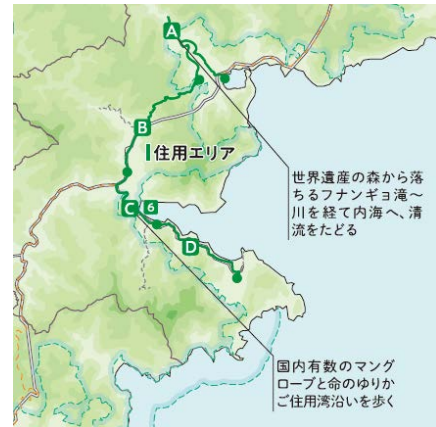 A
B
I住用エリア
世界遺産の森から落
ちるフナンギョ滝～
川を経て内海へ、清
流をたどる
C
6
D
国内有数のマング
ローブと命のゆりか
ご住用湾沿いを歩く